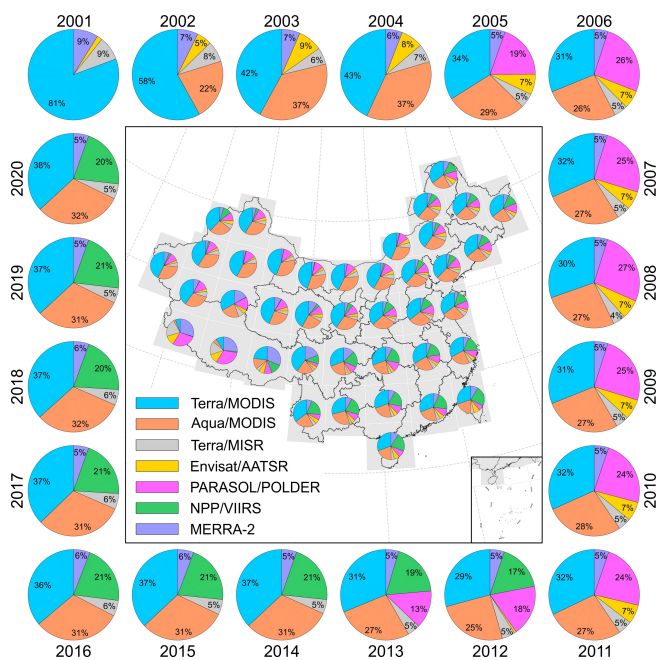 2001 2002 2003 2004 2005 2006
9% 9% 81%
7% 5% 8% 22% 58%
7% 9% 6% 37% 42%
6% 8% 7% 37% 43%
5% 19% 7% 5% 29% 34%
5% 26% 7% 5% 26% 31%
2020
5% 20% 5% 32% 38%
2007
5% 25% 7% 5% 27% 32%
2019
5% 21% 5% 31% 37%
2008
5% 27% 7% 4% 27% 30%
2018
6% 20% 6% 32% 37%
2009
5% 25% 7% 5% 27% 31%
2017
5% 21% 6% 31% 37%
2010
5% 24% 7% 5% 28% 32%
Terra/MODIS
Aqua/MODIS
Terra/MISR
Envisat/AATSR
PARASOL/POLDER
NPP/VIIRS
MERRA-2
6% 21% 6% 31% 36%
6% 21% 5% 31% 37%
5% 21% 5% 31% 37%
5% 19% 13% 5% 27% 31%
5% 17% 18% 5% 25% 29%
5% 24% 7% 5% 27% 32%
2016 2015 2014 2013 2012 2011